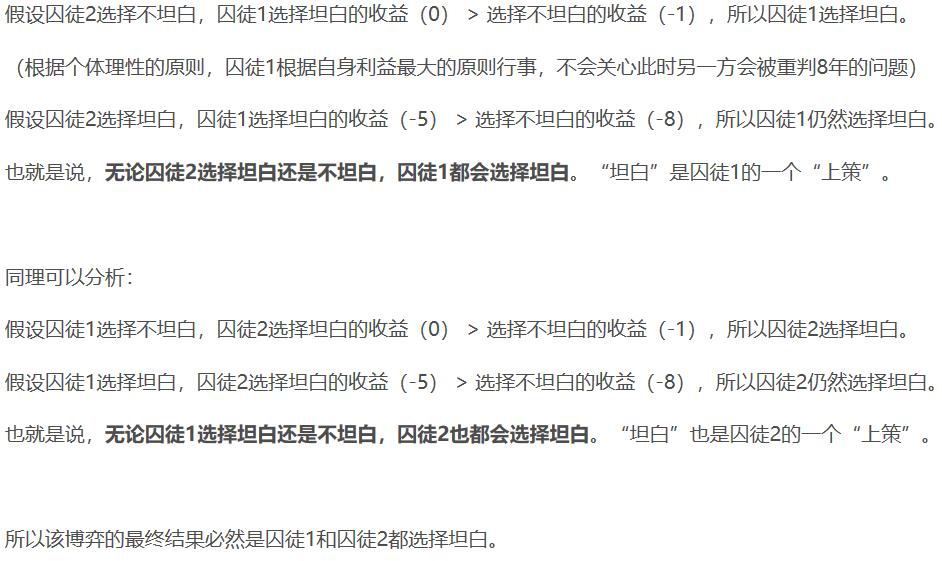 假设囚徒2选择不坦白，囚徒1选择坦白的收益（0）＞选择不坦白的收益（-1），所以囚徒1选择坦白。
（根据个体理性的原则，囚徒1根据自身利益最大的原则行事，不会关心此时另一方会被重判8年的问题）
假设囚徒2选择坦白，囚徒1选择坦白的收益（-5）＞选择不坦白的收益（-8），所以囚徒1仍然选择坦白。
也就是说，无论囚徒2选择坦白还是不坦白，囚徒1都会选择坦白。“坦白”是囚徒1的一个“上策”。
同理可以分析：
假设囚徒1选择不坦白，囚徒2选择坦白的收益（0）＞选择不坦白的收益（-1），所以囚徒2选择坦白。
假设囚徒1选择坦白，囚徒2选择坦白的收益（-5）＞选择不坦白的收益（-8），所以囚徒2仍然选择坦白。
也就是说，无论囚徒1选择坦白还是不坦白，囚徒2也都会选择坦白。“坦白”也是囚徒2的一个“上策”。
所以该博弈的最终结果必然是囚徒1和囚徒2都选择坦白。